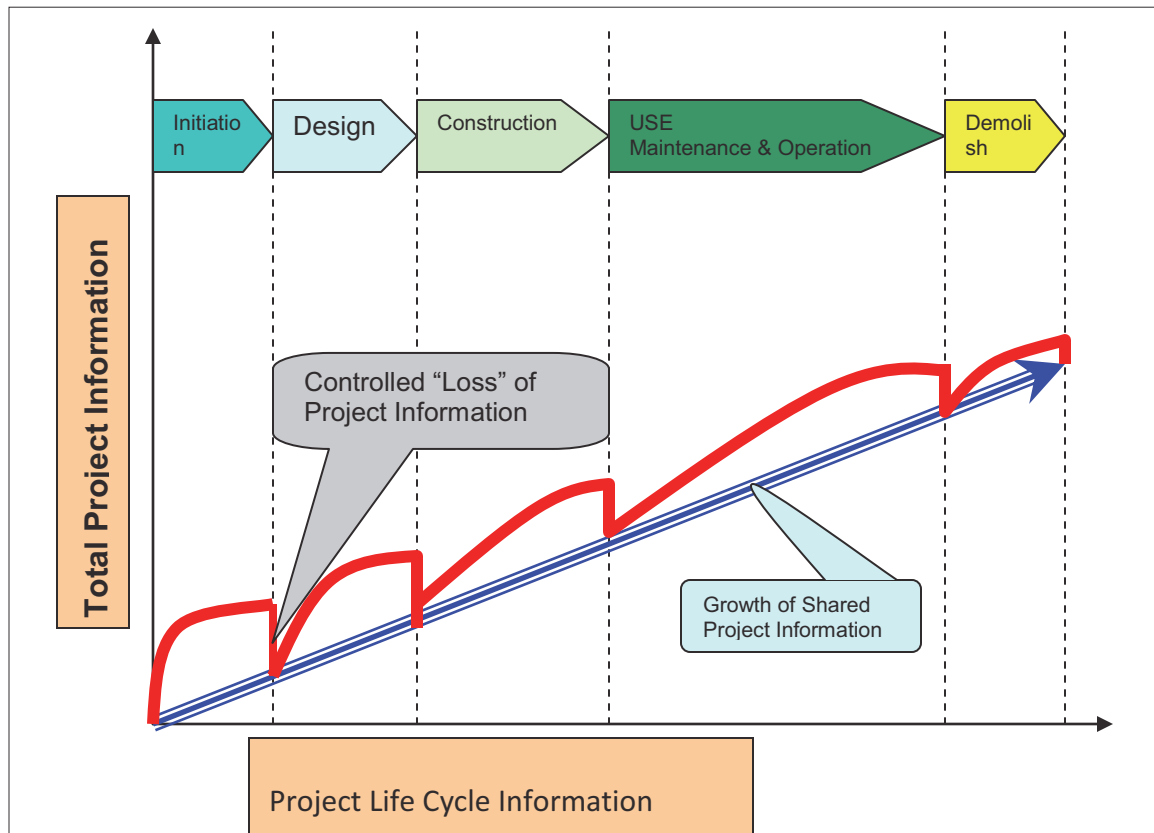 Initiatio
n
Design
Construction
USE
Maintenance & Operation
Demoli
sh
Total Project Information
Controlled “Loss” of
Project Information
Growth of Shared
Project Information
Project Life Cycle Information